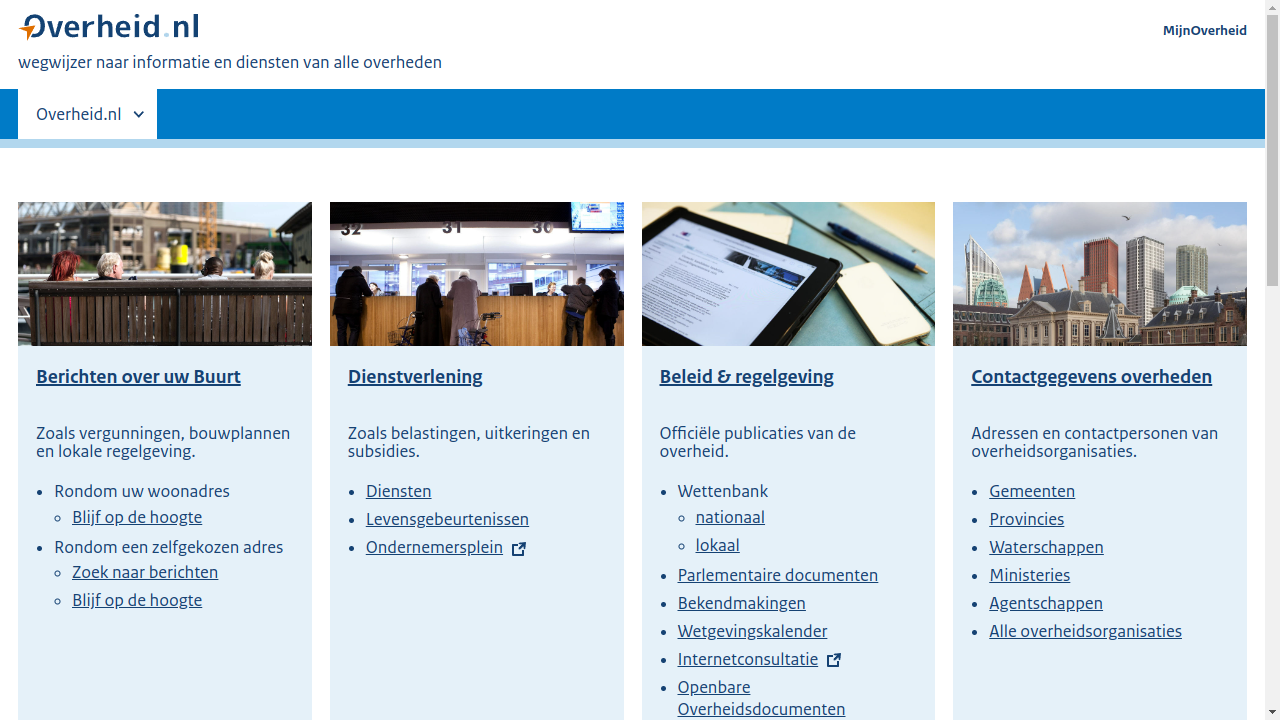 Overheid.nl
MijnOverheid
wegwijzer naar informatie en diensten van alle overheden
Overheid.nl
32
31
30
Berichten over uw Buurt
Zoals vergunningen, bouwplannen
en lokale regelgeving.
Rondom uw woonadres
Blijf op de hoogte
Rondom een zelfgekozen adres
Zoek naar berichten
Blijf op de hoogte
Dienstverlening
Zoals belastingen, uitkeringen en
subsidies.
Diensten
Levensgebeurtenissen
Ondernemersplein
Beleid & regelgeving
Officiële publicaties van de
overheid.
Wettenbank
nationaal
lokaal
Parlementaire documenten
Bekendmakingen
Wetgevingskalender
Internetconsultatie
Openbare
Overheidsdocumenten
Contactgegevens overheden
Adressen en contactpersonen van
overheidsorganisaties.
Gemeenten
Provincies
Waterschappen
Ministeries
Agentschappen
Alle overheidsorganisaties